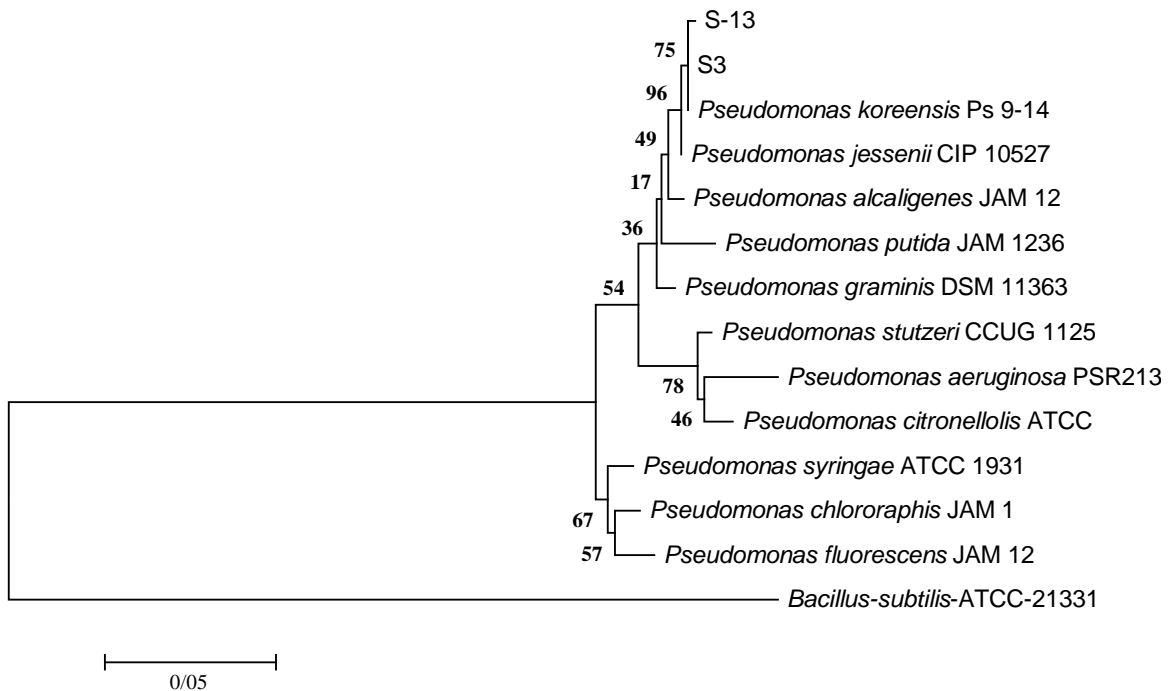 S-13
75
S3
96
Pseudomonas koreensis Ps 9-14
49
Pseudomonas jessenii CIP 10527
17
Pseudomonas alcaligenes JAM 12
36
Pseudomonas putida JAM 1236
54
Pseudomonas graminis DSM 11363
Pseudomonas stutzeri CCUG 1125
78
Pseudomonas aeruginosa PSR213
46
Pseudomonas citronellolis ATCC
Pseudomonas syringae ATCC 1931
67
Pseudomonas chlororaphis JAM 1
57
Pseudomonas fluorescens JAM 12
Bacillus-subtilis-ATCC-21331
0/05